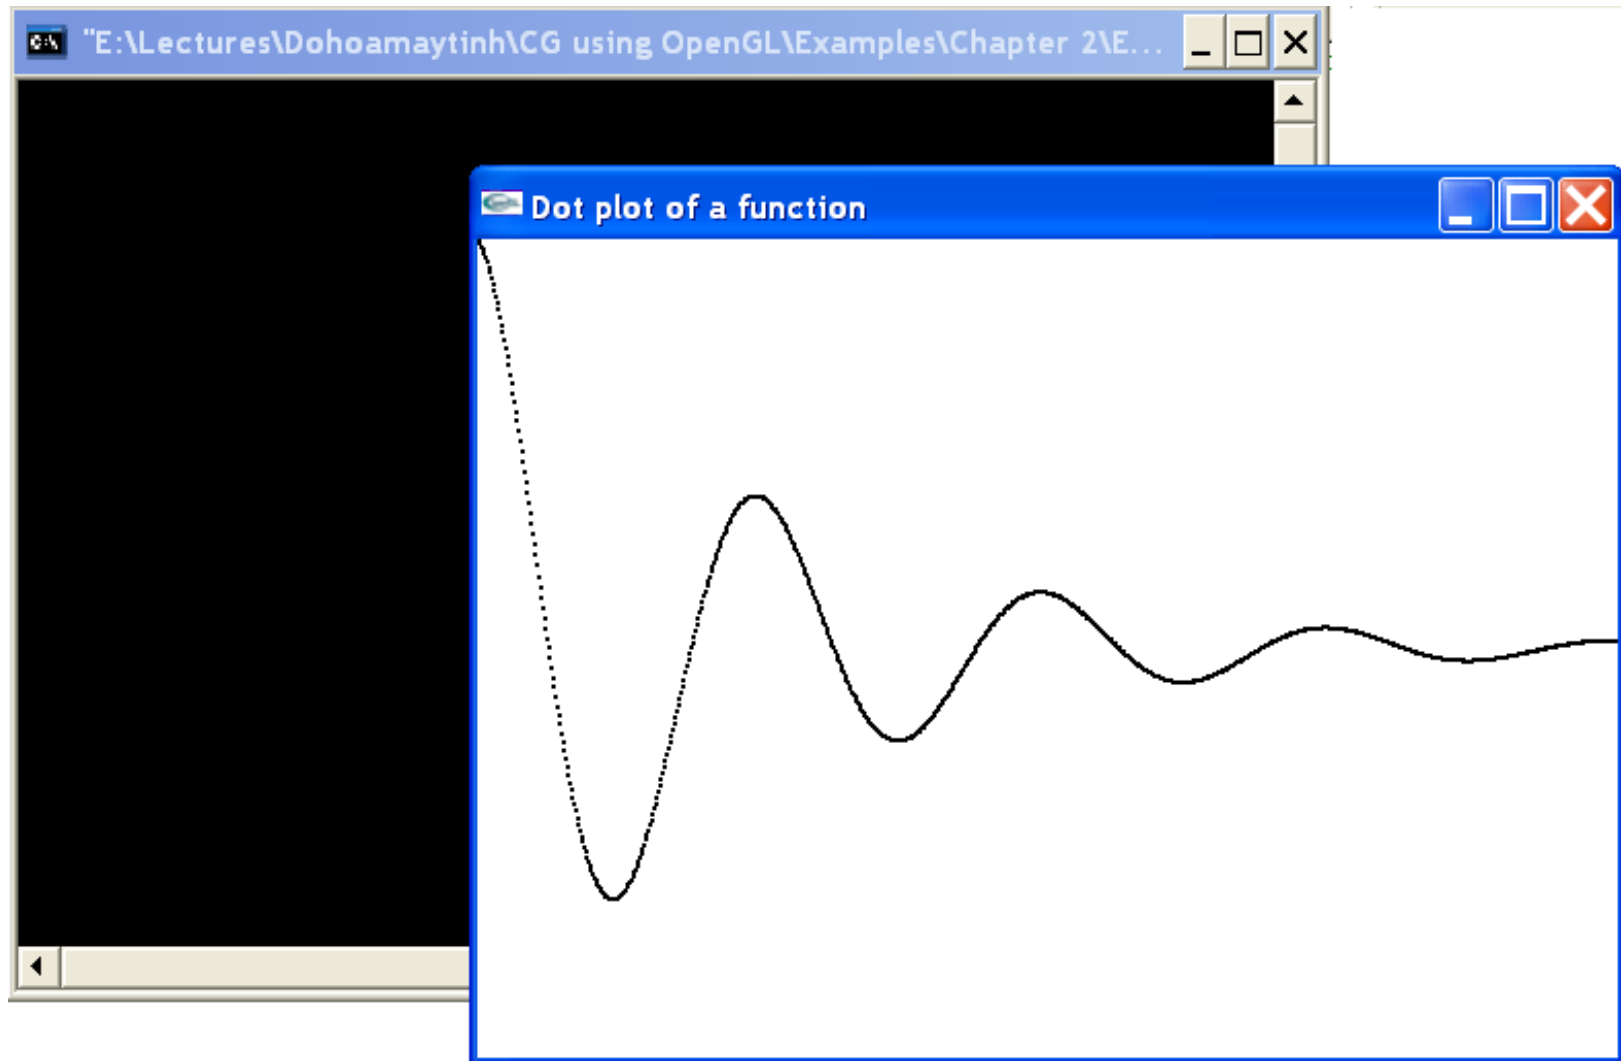 "E:\Lectures\Dohoamaytinh\CG using OpenGL\Examples\Chapter 2\E...
Dot plot of a function